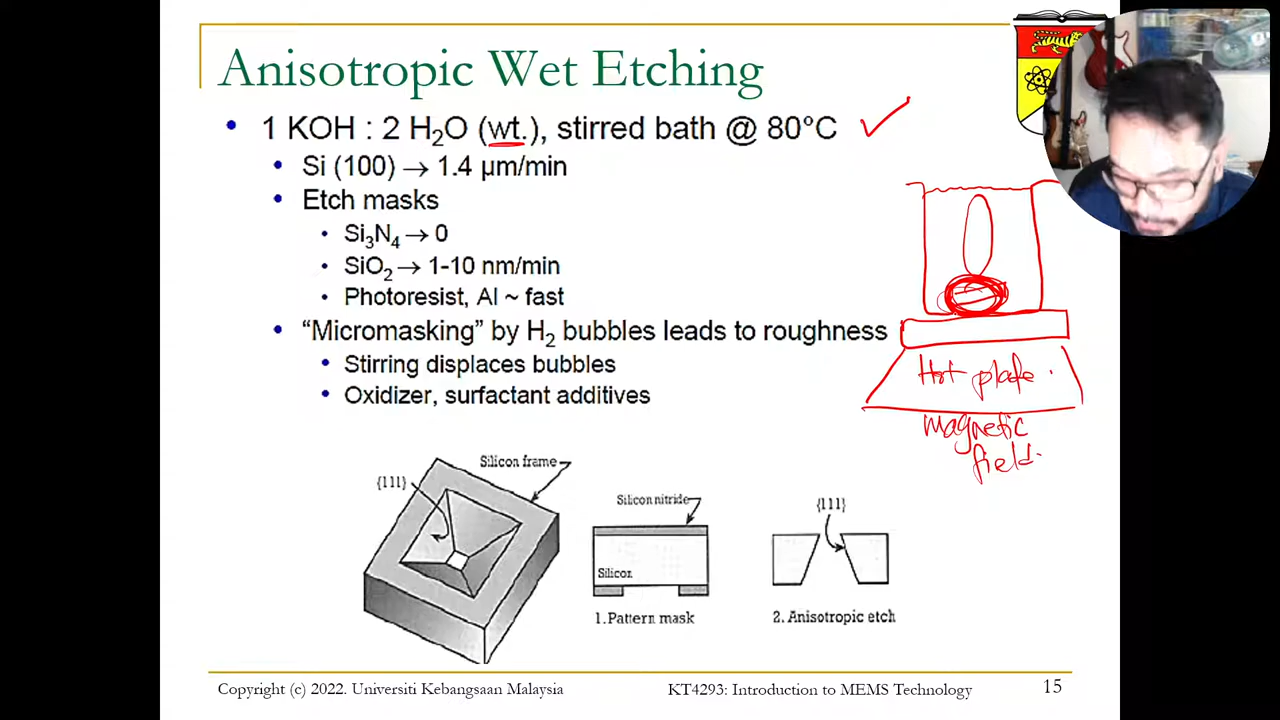 Anisotropic Wet Etching
• 1 KOH : 2 H₂O (wt.), stirred bath @ 80°C
• Si (100) → 1.4 µm/min
• Etch masks
• Si₃N₄ → 0
• SiO₂ → 1-10 nm/min
• Photoresist, Al ~ fast
• “Micromasking” by H₂ bubbles leads to roughness
• Stirring displaces bubbles
• Oxidizer, surfactant additives
Hot plate
magnetic
field
Silicon frame
{111}
Silicon nitride
Silicon
1. Pattern mask
{111}
2. Anisotropic etch
Copyright (c) 2022. Universiti Kebangsaan Malaysia
KT4293: Introduction to MEMS Technology
15